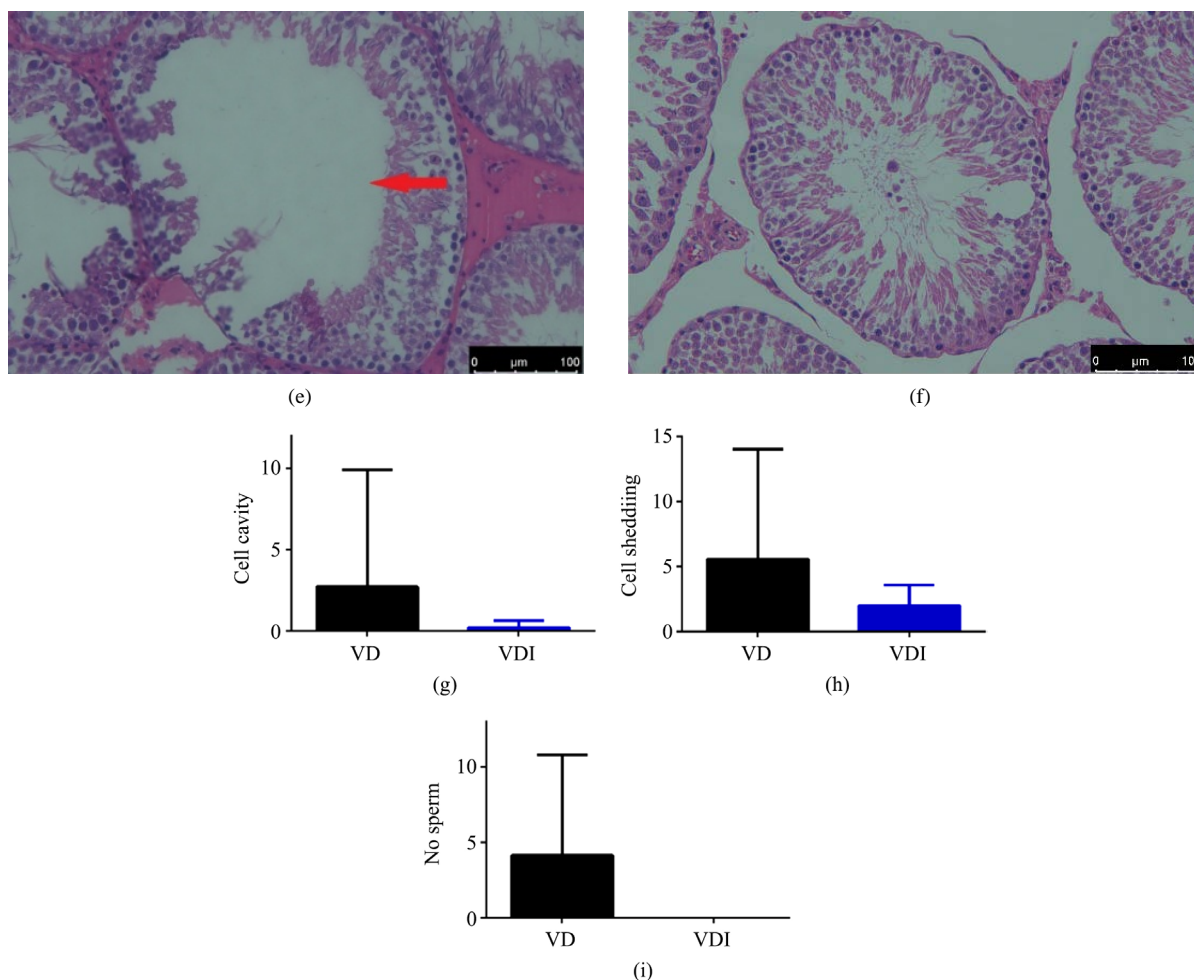 0 µm 100
0 µm 10
(e)
(f)
Cell cavity
10
5
0
VD
VDI
(g)
Cell sheddiing
15
10
5
0
VD
VDI
(h)
No sperm
10
5
0
VD
VDI
(i)